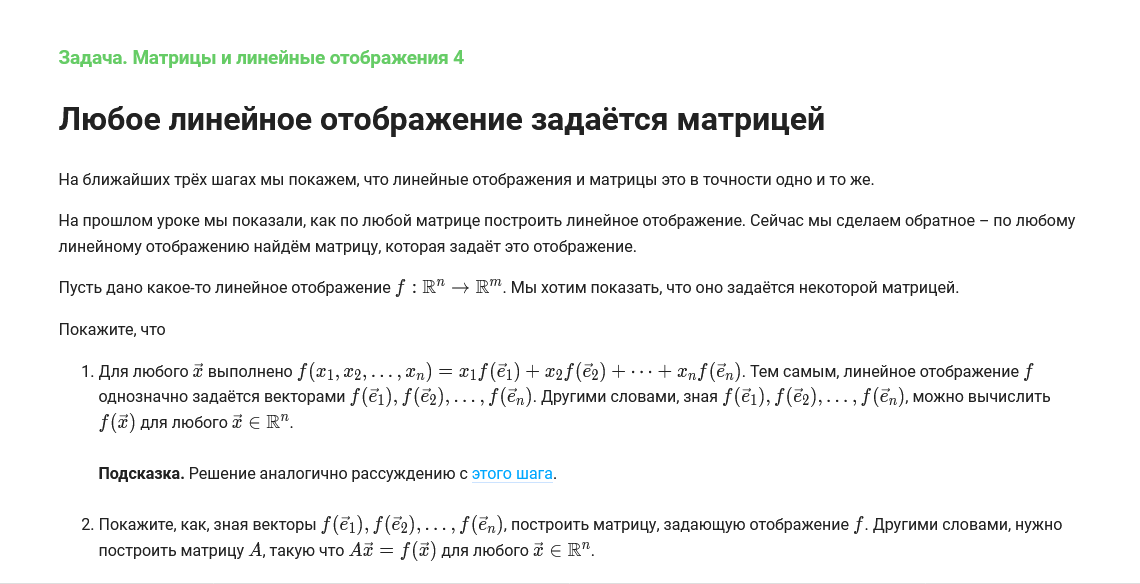 Задача. Матрицы и линейные отображения 4
Любое линейное отображение задаётся матрицей
На ближайших трёх шагах мы покажем, что линейные отображения и матрицы это в точности одно и то же.
На прошлом уроке мы показали, как по любой матрице построить линейное отображение. Сейчас мы сделаем обратное – по любому
линейному отображению найдём матрицу, которая задаёт это отображение.
Пусть дано какое-то линейное отображение $f : \mathbb{R}^n \to \mathbb{R}^m$. Мы хотим показать, что оно задаётся некоторой матрицей.
Покажите, что
1. Для любого $\vec{x}$ выполнено $f(x_1, x_2, \ldots, x_n) = x_1 f(\vec{e}_1) + x_2 f(\vec{e}_2) + \cdots + x_n f(\vec{e}_n)$. Тем самым, линейное отображение $f$
однозначно задаётся векторами $f(\vec{e}_1), f(\vec{e}_2), \ldots, f(\vec{e}_n)$. Другими словами, зная $f(\vec{e}_1), f(\vec{e}_2), \ldots, f(\vec{e}_n)$, можно вычислить
$f(\vec{x})$ для любого $\vec{x} \in \mathbb{R}^n$.
Подсказка. Решение аналогично рассуждению с этого шага.
2. Покажите, как, зная векторы $f(\vec{e}_1), f(\vec{e}_2), \ldots, f(\vec{e}_n)$, построить матрицу, задающую отображение $f$. Другими словами, нужно
построить матрицу $A$, такую что $A\vec{x} = f(\vec{x})$ для любого $\vec{x} \in \mathbb{R}^n$.